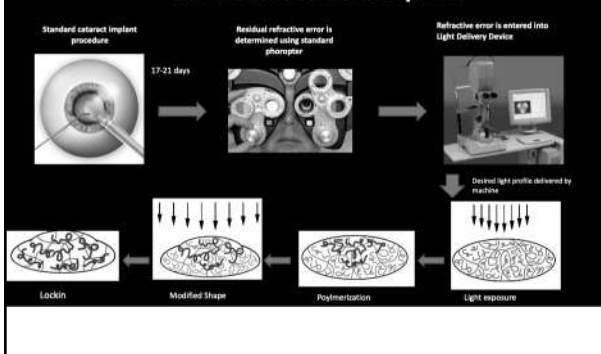 Standard cataract implant
procedure
17-21 days
Residual refractive error is
determined using standard
phoropter
Refractive error is entered into
Light Delivery Device
Desired light profile delivered by
machine
Light exposure
Poylmerization
Modified Shape
Lockin